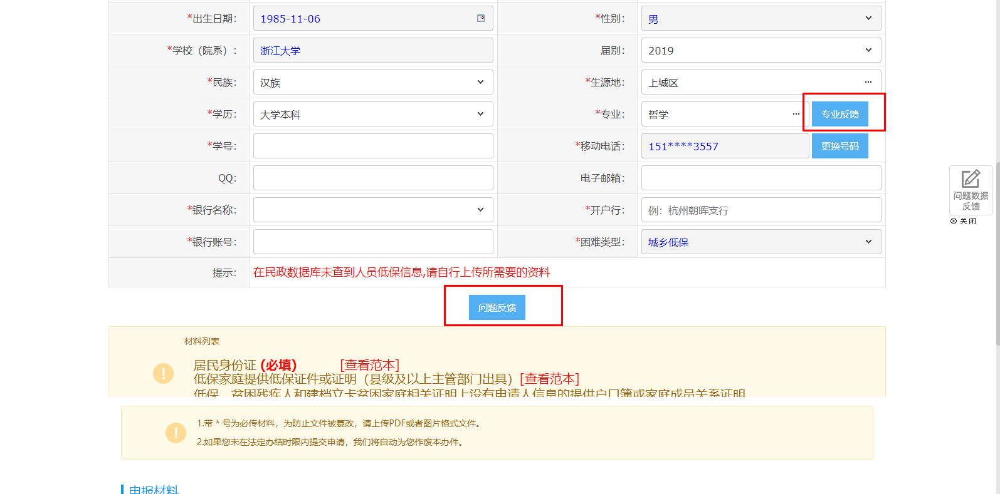 *出生日期： 1985-11-06 *性别： 男
*学校（院系）： 浙江大学 届别： 2019
*民族： 汉族 *生源地： 上城区 ···
*学历： 大学本科 *专业： 哲学 ··· 专业反馈
*学号： *移动电话： 151****3557 更换号码
QQ： 电子邮箱：
*银行名称： *开户行： 例：杭州朝晖支行
*银行账号： *困难类型： 城乡低保
提示： 在民政数据库未查到人员低保信息,请自行上传所需要的资料
问题反馈
问题数据
反馈
关闭
材料列表
居民身份证 (必填) [查看范本]
低保家庭提供低保证件或证明（县级及以上主管部门出具）[查看范本]
低保、贫困残疾人和建档立卡贫困家庭相关证明上没有申请人信息的提供户口簿或家庭成员关系证明
1.带 * 号为必传材料，为防止文件被篡改，请上传PDF或者图片格式文件。
2.如果您未在法定办结时限内提交申请，我们将自动为您作废本办件。
申报材料